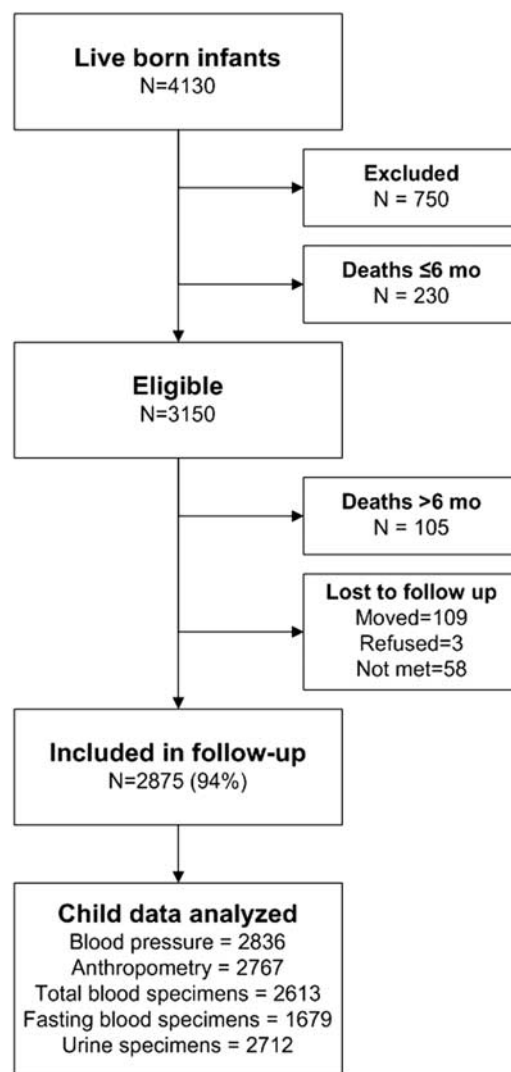 Live born infants
N=4130
Excluded
N = 750
Deaths ≤6 mo
N = 230
Eligible
N=3150
Deaths >6 mo
N = 105
Lost to follow up
Moved=109
Refused=3
Not met=58
Included in follow-up
N=2875 (94%)
Child data analyzed
Blood pressure = 2836
Anthropometry = 2767
Total blood specimens = 2613
Fasting blood specimens = 1679
Urine specimens = 2712